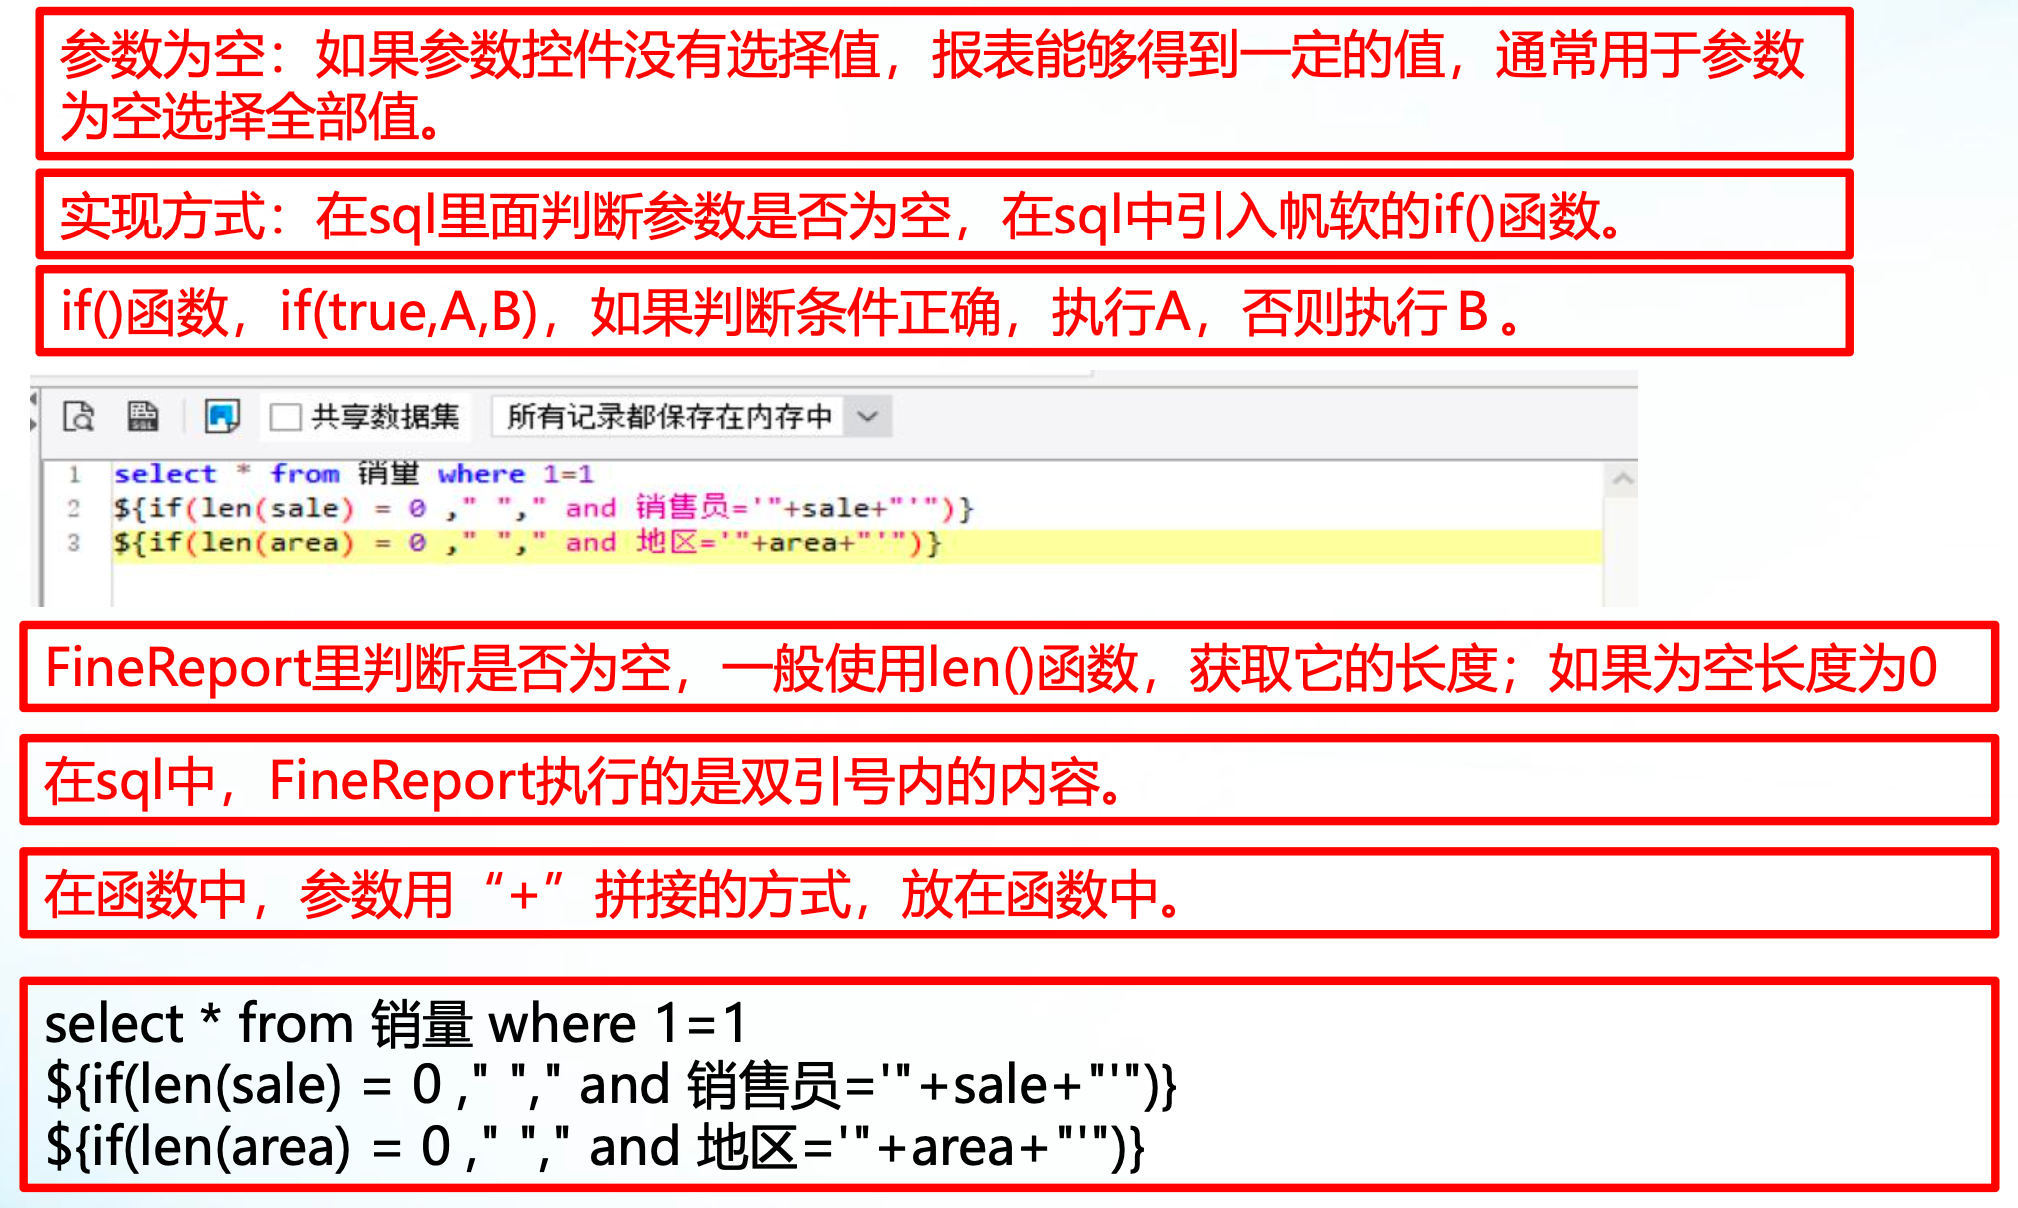 参数为空：如果参数控件没有选择值，报表能够得到一定的值，通常用于参数
为空选择全部值。
实现方式：在sql里面判断参数是否为空，在sql中引入帆软的if()函数。
if()函数，if(true,A,B)，如果判断条件正确，执行A，否则执行B。
共享数据集 所有记录都保存在内存中
1 select * from 销量 where 1=1
2 ${if(len(sale) = 0 ," "," and 销售员='"+sale+"'")}
3 ${if(len(area) = 0 ," "," and 地区='"+area+"'")}
FineReport里判断是否为空，一般使用len()函数，获取它的长度；如果为空长度为0
在sql中，FineReport执行的是双引号内的内容。
在函数中，参数用“+”拼接的方式，放在函数中。
select * from 销量 where 1=1
${if(len(sale) = 0 ," "," and 销售员='"+sale+"'")}
${if(len(area) = 0 ," "," and 地区='"+area+"'")}